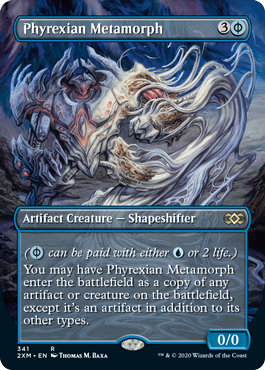 Phyrexian Metamorph 3
Artifact Creature — Shapeshifter
( can be paid with either or 2 life.)
You may have Phyrexian Metamorph
enter the battlefield as a copy of any
artifact or creature on the battlefield,
except it's an artifact in addition to its
other types.
0/0
341 R
2XM • EN Thomas M. Baxa
™ & © 2020 Wizards of the Coast